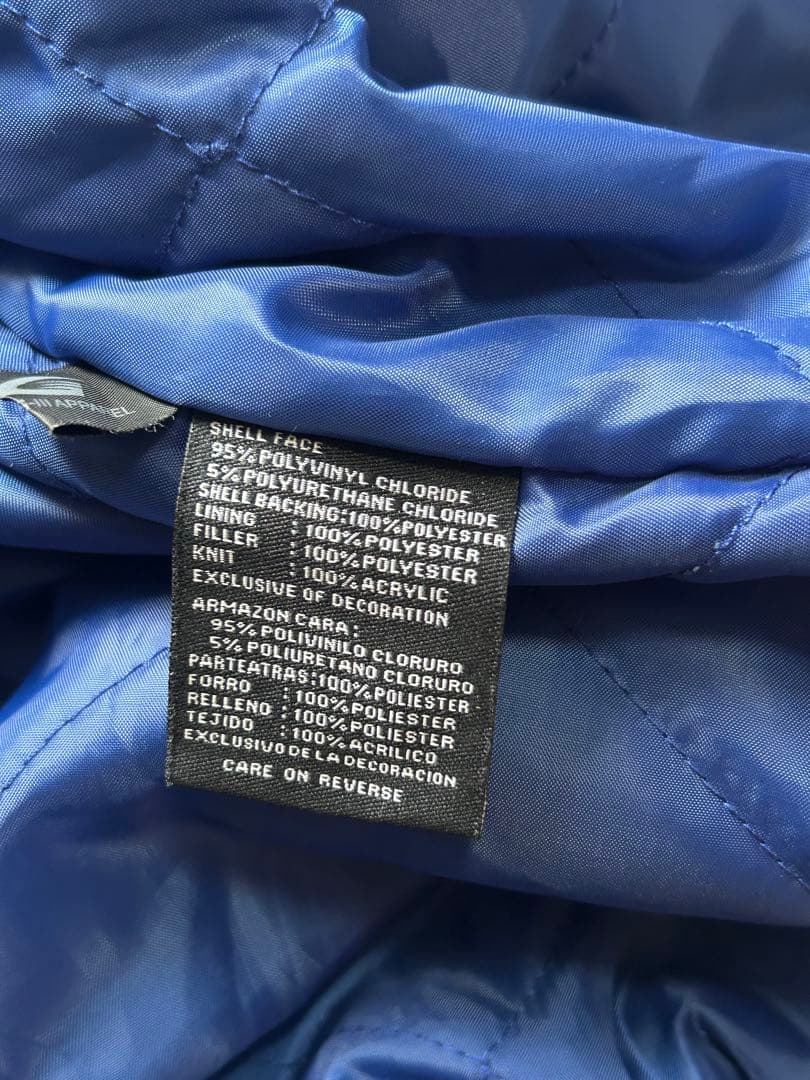 APPAREL
SHELL FACE
95% POLYVINYL CHLORIDE
5% POLYURETHANE CHLORIDE
SHELL BACKING:100%POLYESTER
LINING :100% POLYESTER
FILLER :100% POLYESTER
KNIT :100% ACRYLIC
EXCLUSIVE OF DECORATION
ARMAZON CARA:
95% POLIVINILO CLORURO
5% POLIURETANO CLORURO
PARTEATRAS:100%POLIESTER
FORRO :100%POLIESTER
RELLENO :100%POLIESTER
TEJIDO :100% ACRILICO
EXCLUSIVO DE LA DECORACION
CARE ON REVERSE